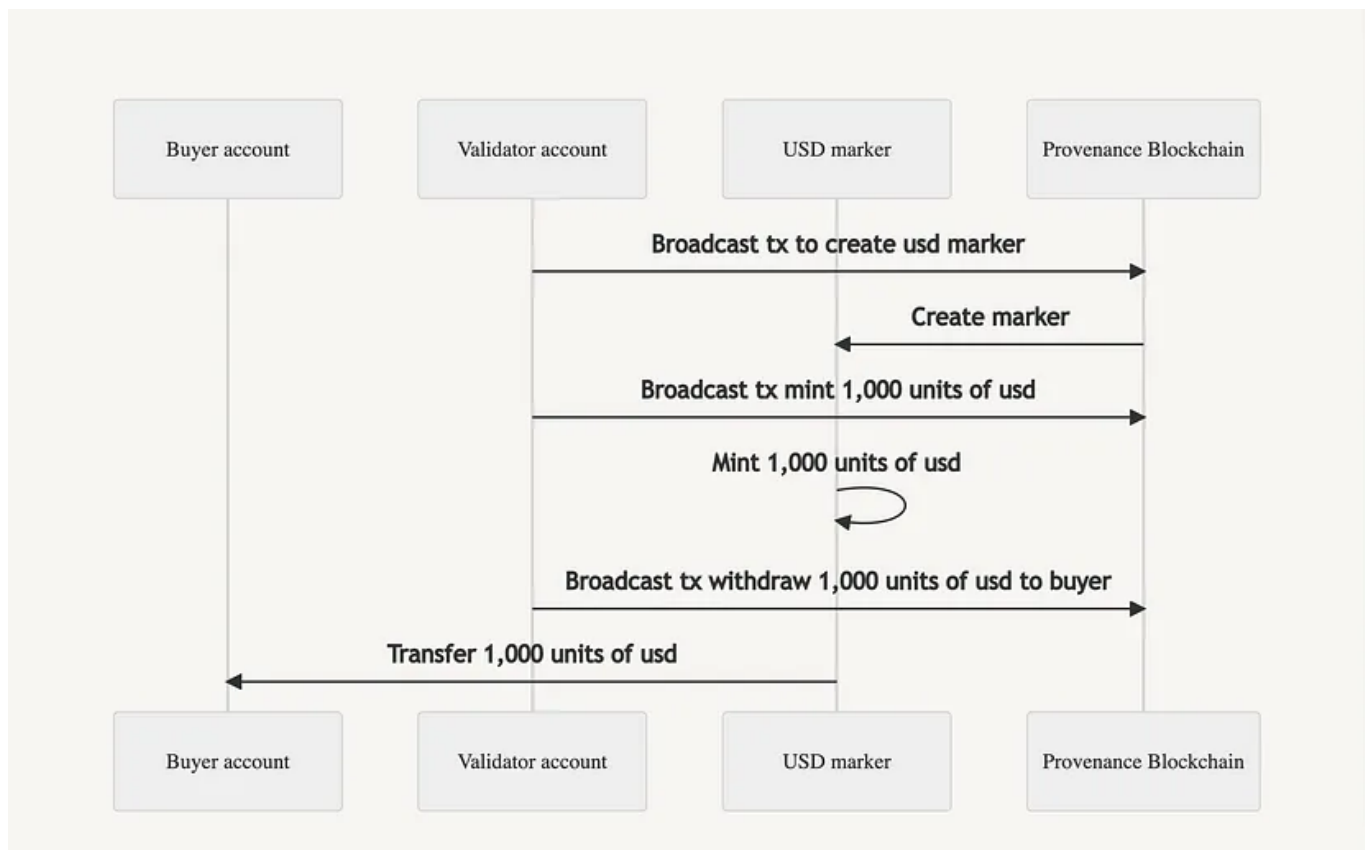 Buyer account
Validator account
USD marker
Provenance Blockchain
Broadcast tx to create usd marker
Create marker
Broadcast tx mint 1,000 units of usd
Mint 1,000 units of usd
Broadcast tx withdraw 1,000 units of usd to buyer
Transfer 1,000 units of usd
Buyer account
Validator account
USD marker
Provenance Blockchain